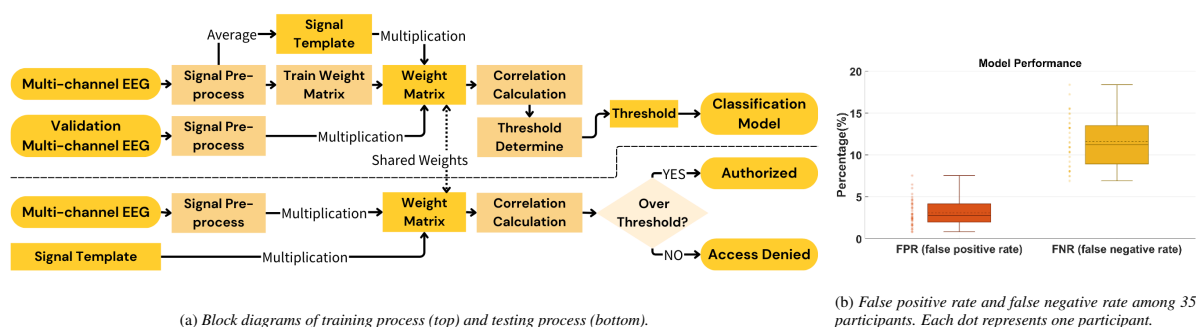 Signal
Template
Average
Multiplication
Multi-channel EEG
Signal Pre-
process
Train Weight
Matrix
Weight
Matrix
Correlation
Calculation
Validation
Multi-channel EEG
Signal Pre-
process
Multiplication
Threshold
Determine
Threshold
Classification
Model
Shared Weights
Multi-channel EEG
Signal Pre-
process
Multiplication
Weight
Matrix
Correlation
Calculation
Over
Threshold?
YES
Authorized
NO
Access Denied
Signal Template
Multiplication
(a) Block diagrams of training process (top) and testing process (bottom).
Model Performance
Percentage(%)
20
15
10
5
0
FPR (false positive rate)
FNR (false negative rate)
(b) False positive rate and false negative rate among 35
participants. Each dot represents one participant.